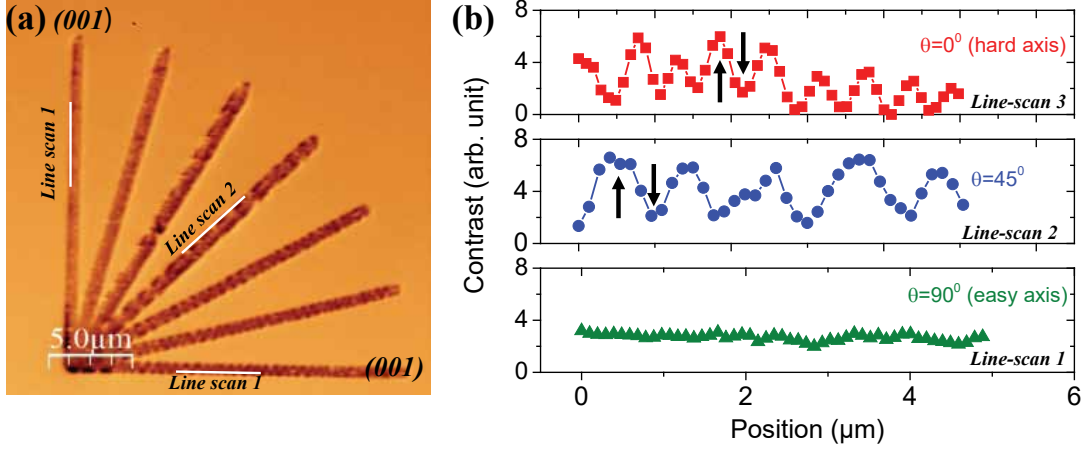 (a) (001)
Line scan 1
Line scan 2
5.0μm
(001)
Line scan 1
(b)
Contrast (arb. unit)
8
4
0
θ=0⁰ (hard axis)
Line-scan 3
8
4
0
θ=45⁰
Line-scan 2
6
3
0
θ=90⁰ (easy axis)
Line-scan 1
0 2 4 6
Position (μm)